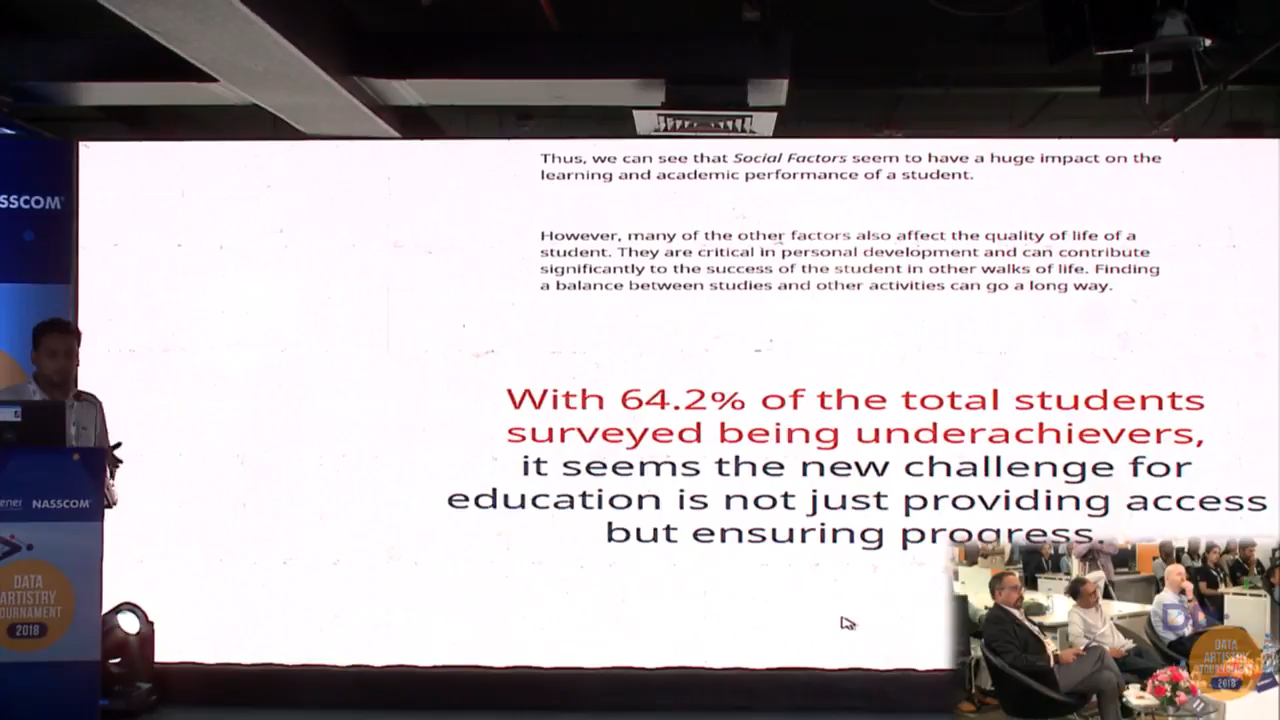 Thus, we can see that Social Factors seem to have a huge impact on the
learning and academic performance of a student.
However, many of the other factors also affect the quality of life of a
student. They are critical in personal development and can contribute
significantly to the success of the student in other walks of life. Finding
a balance between studies and other activities can go a long way.
With 64.2% of the total students
surveyed being underachievers,
it seems the new challenge for
education is not just providing access
but ensuring progress.
SSCOM
ener NASSCOM
DATA
ARTISTRY
TOURNAMENT
2018
DATA
ARTISTRY
TOURNAMENT
2018